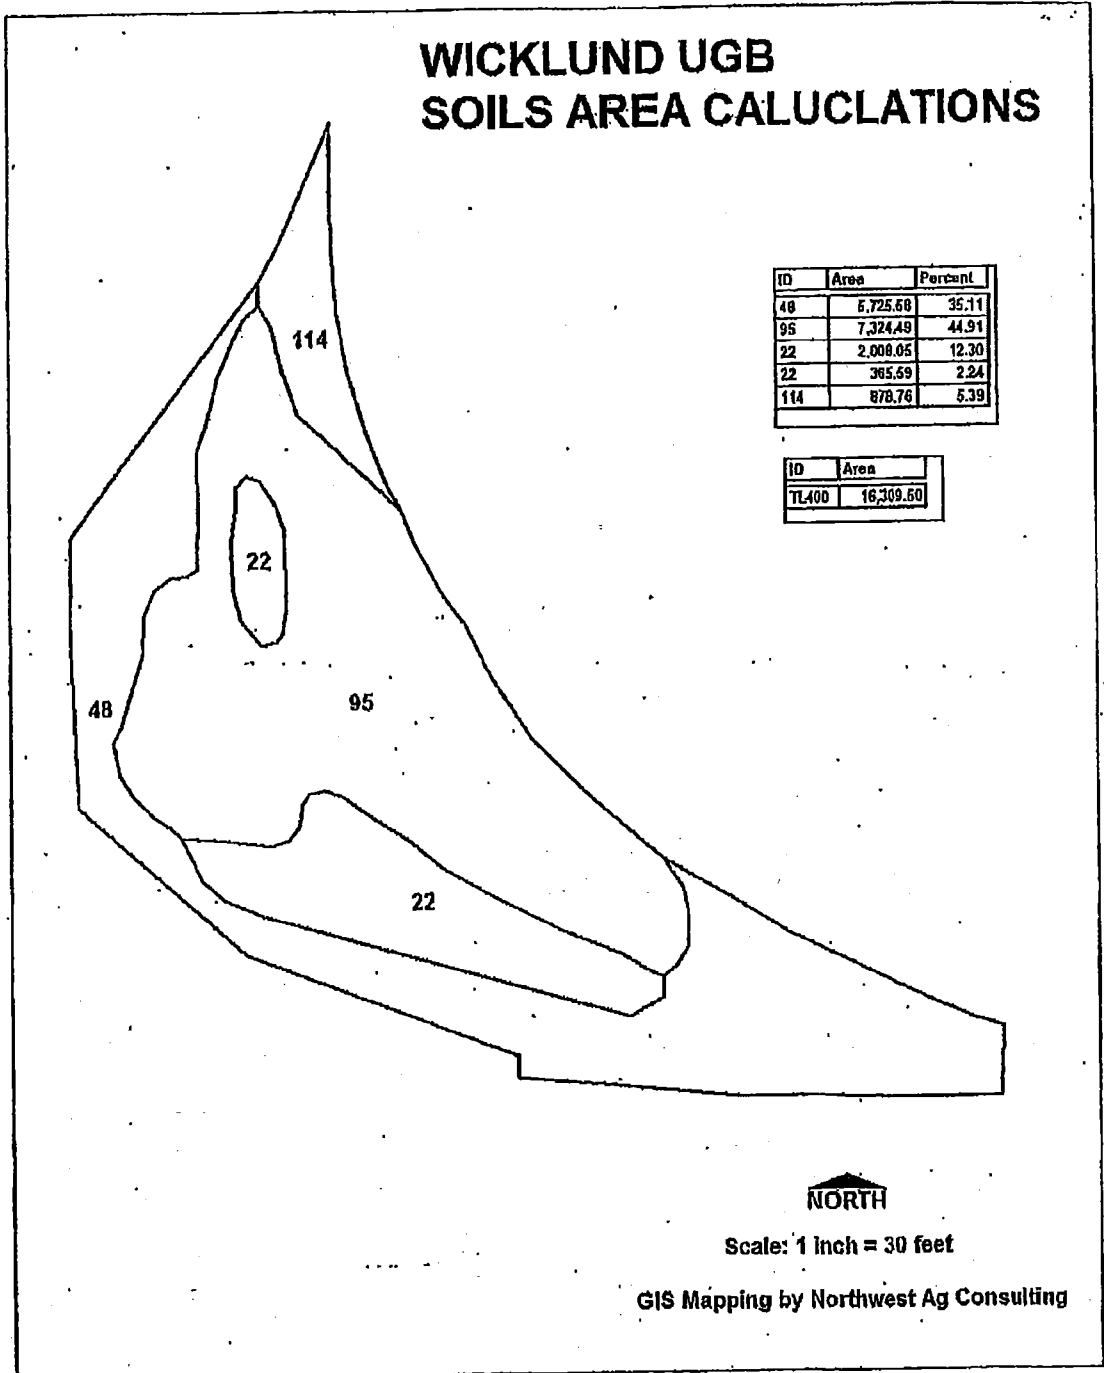 WICKLUND UGB
SOILS AREA CALUCLATIONS
ID Area Percent
48 5,725.58 35.11
95 7,324.49 44.91
22 2,006.05 12.30
22 365.59 2.24
114 878.76 5.39
ID Area
TL400 16,309.50
114
22
95
48
22
NORTH
Scale: 1 inch = 30 feet
GIS Mapping by Northwest Ag Consulting